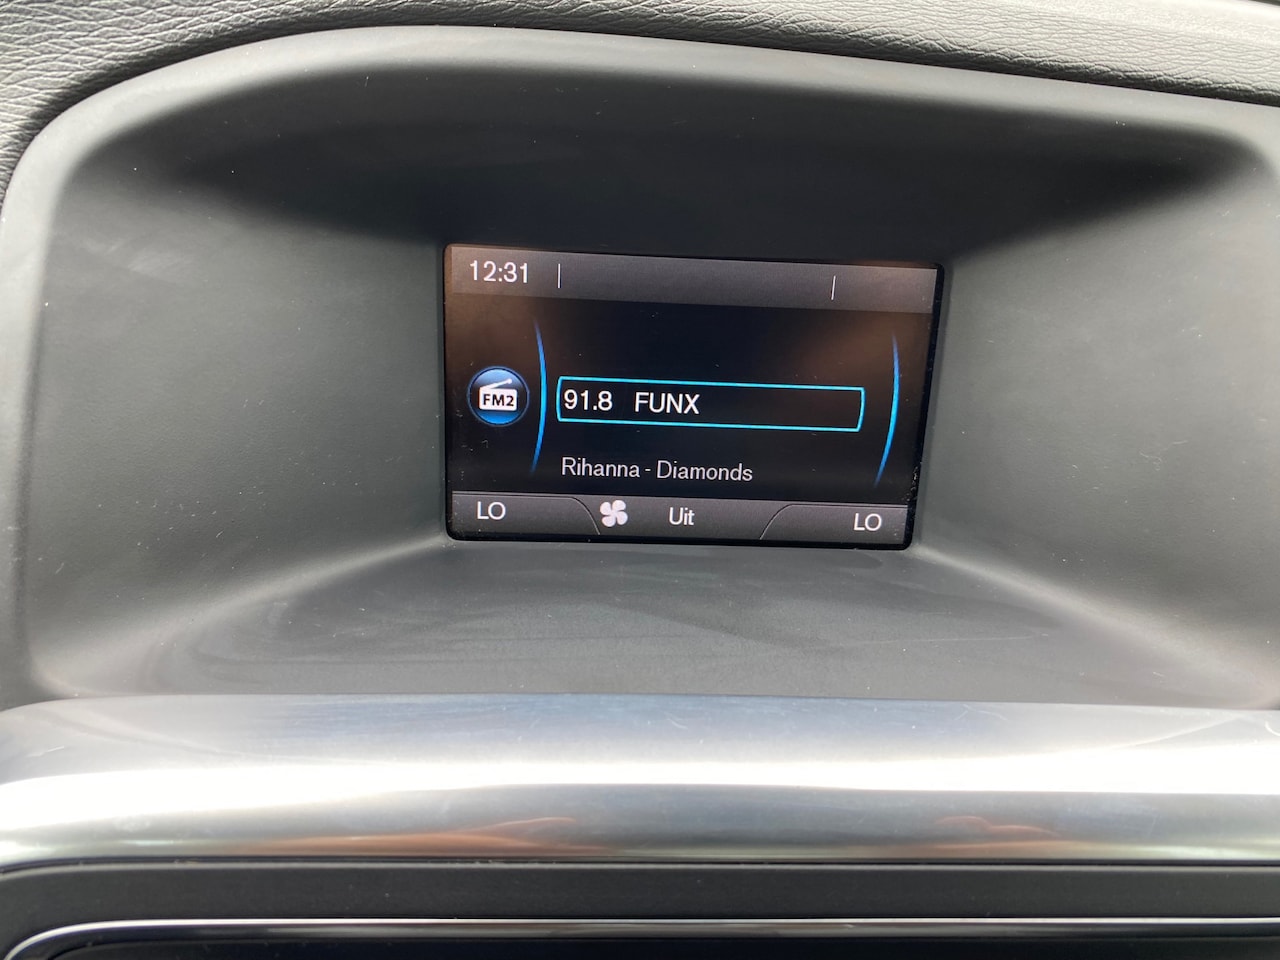 12:31
FM2
91.8 FUNX
Rihanna - Diamonds
LO Uit LO